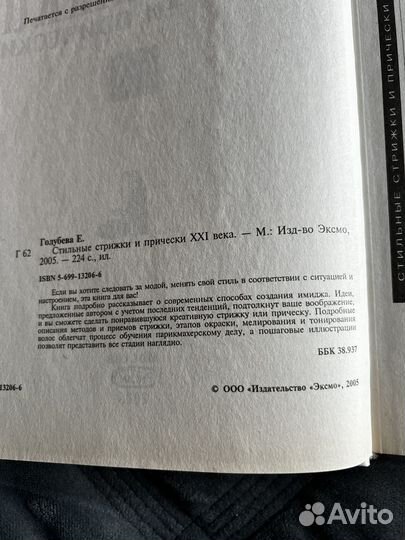 Печатается с разрешени
Голубева Е.
Г 62 Стильные стрижки и прически XXI века. — М.: Изд-во Эксмо,
2005. — 224 с., ил.
ISBN 5-699-13206-6
Если вы хотите следовать за модой, менять свой стиль в соответствии с ситуацией и
настроением, эта книга для вас!
Книга подробно рассказывает о современных способах создания имиджа. Идеи,
предложенные автором с учетом последних тенденций, подтолкнут ваше воображение,
и вы сможете сделать понравившуюся креативную стрижку или прическу. Подробные
описания методов и приемов стрижки, этапов окраски, мелирования и тонирования
волос облегчат процесс обучения парикмахерскому делу, а пошаговые иллюстрации
позволят представить все стадии наглядно.
ББК 38.937
13206-6
© ООО «Издательство «Эксмо», 2005
СТИЛЬНЫЕ СТРИЖКИ И ПРИЧЕСКИ
Avito